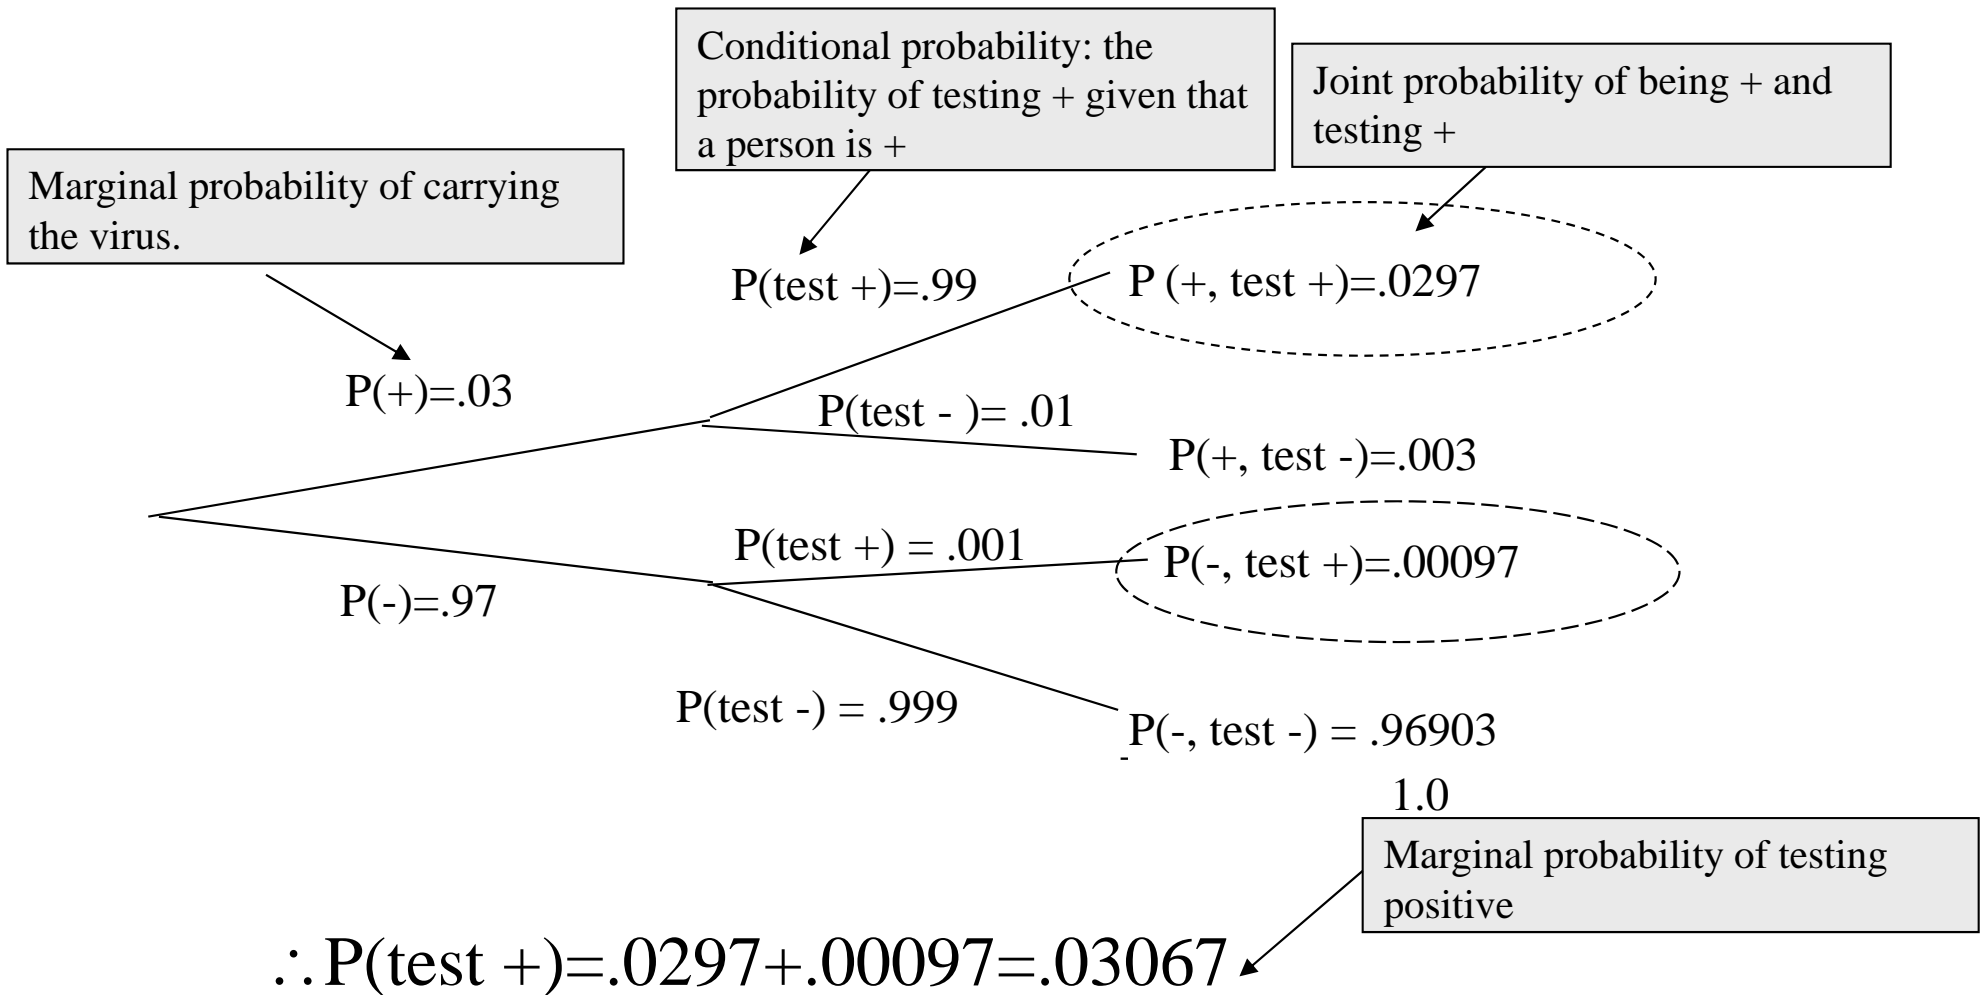 Conditional probability: the
probability of testing + given that
a person is +
Joint probability of being + and
testing +
Marginal probability of carrying
the virus.
P(test +)=.99
P (+, test +)=.0297
P(+)=.03
P(test - )= .01
P(+, test -)=.003
P(test +) = .001
P(-, test +)=.00097
P(-)=.97
P(test -) = .999
P(-, test -) = .96903
-
1.0
Marginal probability of testing
positive
∴P(test +)=.0297+.00097=.03067